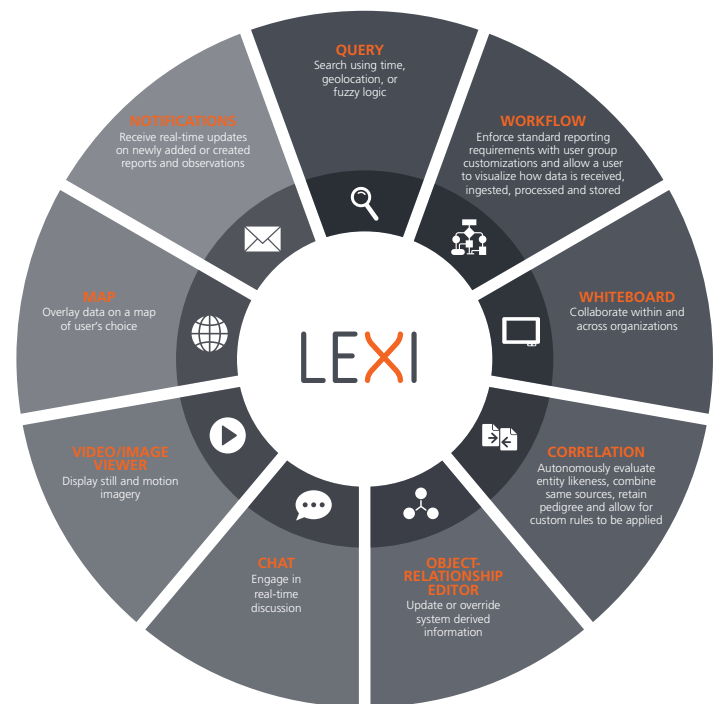 QUERY
Search using time,
geolocation, or
fuzzy logic
WORKFLOW
Enforce standard reporting
requirements with user group
customizations and allow a user
to visualize how data is received,
ingested, processed and stored
WHITEBOARD
Collaborate within and
across organizations
CORRELATION
Autonomously evaluate
entity likeness, combine
same sources, retain
pedigree and allow for
custom rules to be applied
OBJECT-
RELATIONSHIP
EDITOR
Update or override
system derived
information
CHAT
Engage in
real-time
discussion
VIDEO/IMAGE
VIEWER
Display still and motion
imagery
MAP
Overlay data on a map
of user's choice
NOTIFICATIONS
Receive real-time updates
on newly added or created
reports and observations
LEXI